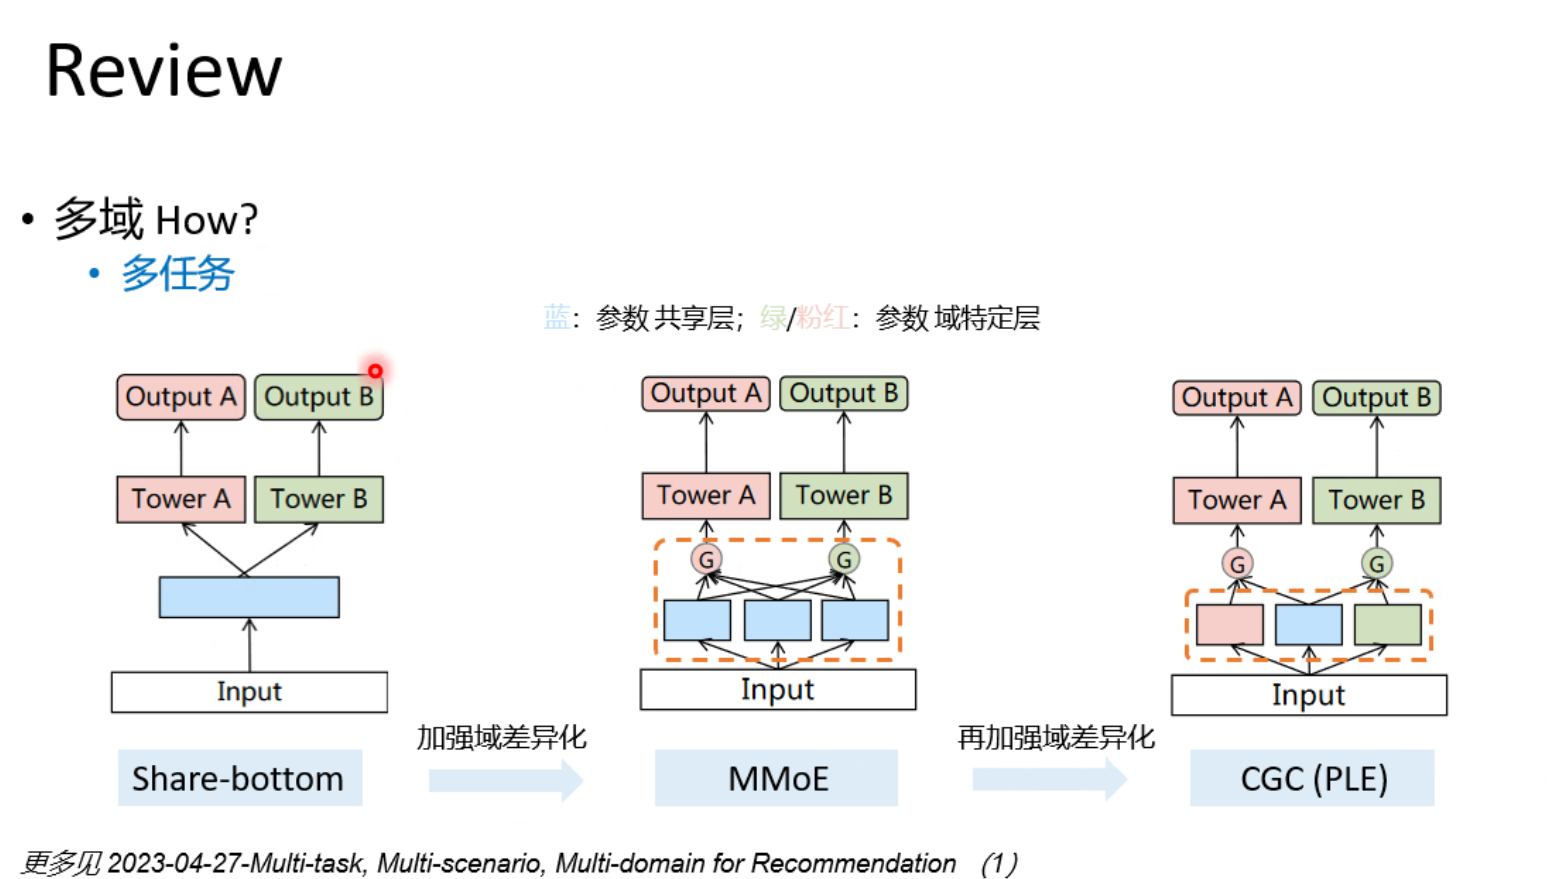 Review
• 多域 How?
• 多任务
蓝：参数 共享层；绿/粉红：参数 域特定层
Output A Output B
Tower A Tower B
Input
Output A Output B
Tower A Tower B
G G
Input
Output A Output B
Tower A Tower B
G G
Input
加强域差异化
再加强域差异化
Share-bottom
MMoE
CGC (PLE)
更多见 2023-04-27-Multi-task, Multi-scenario, Multi-domain for Recommendation （1）